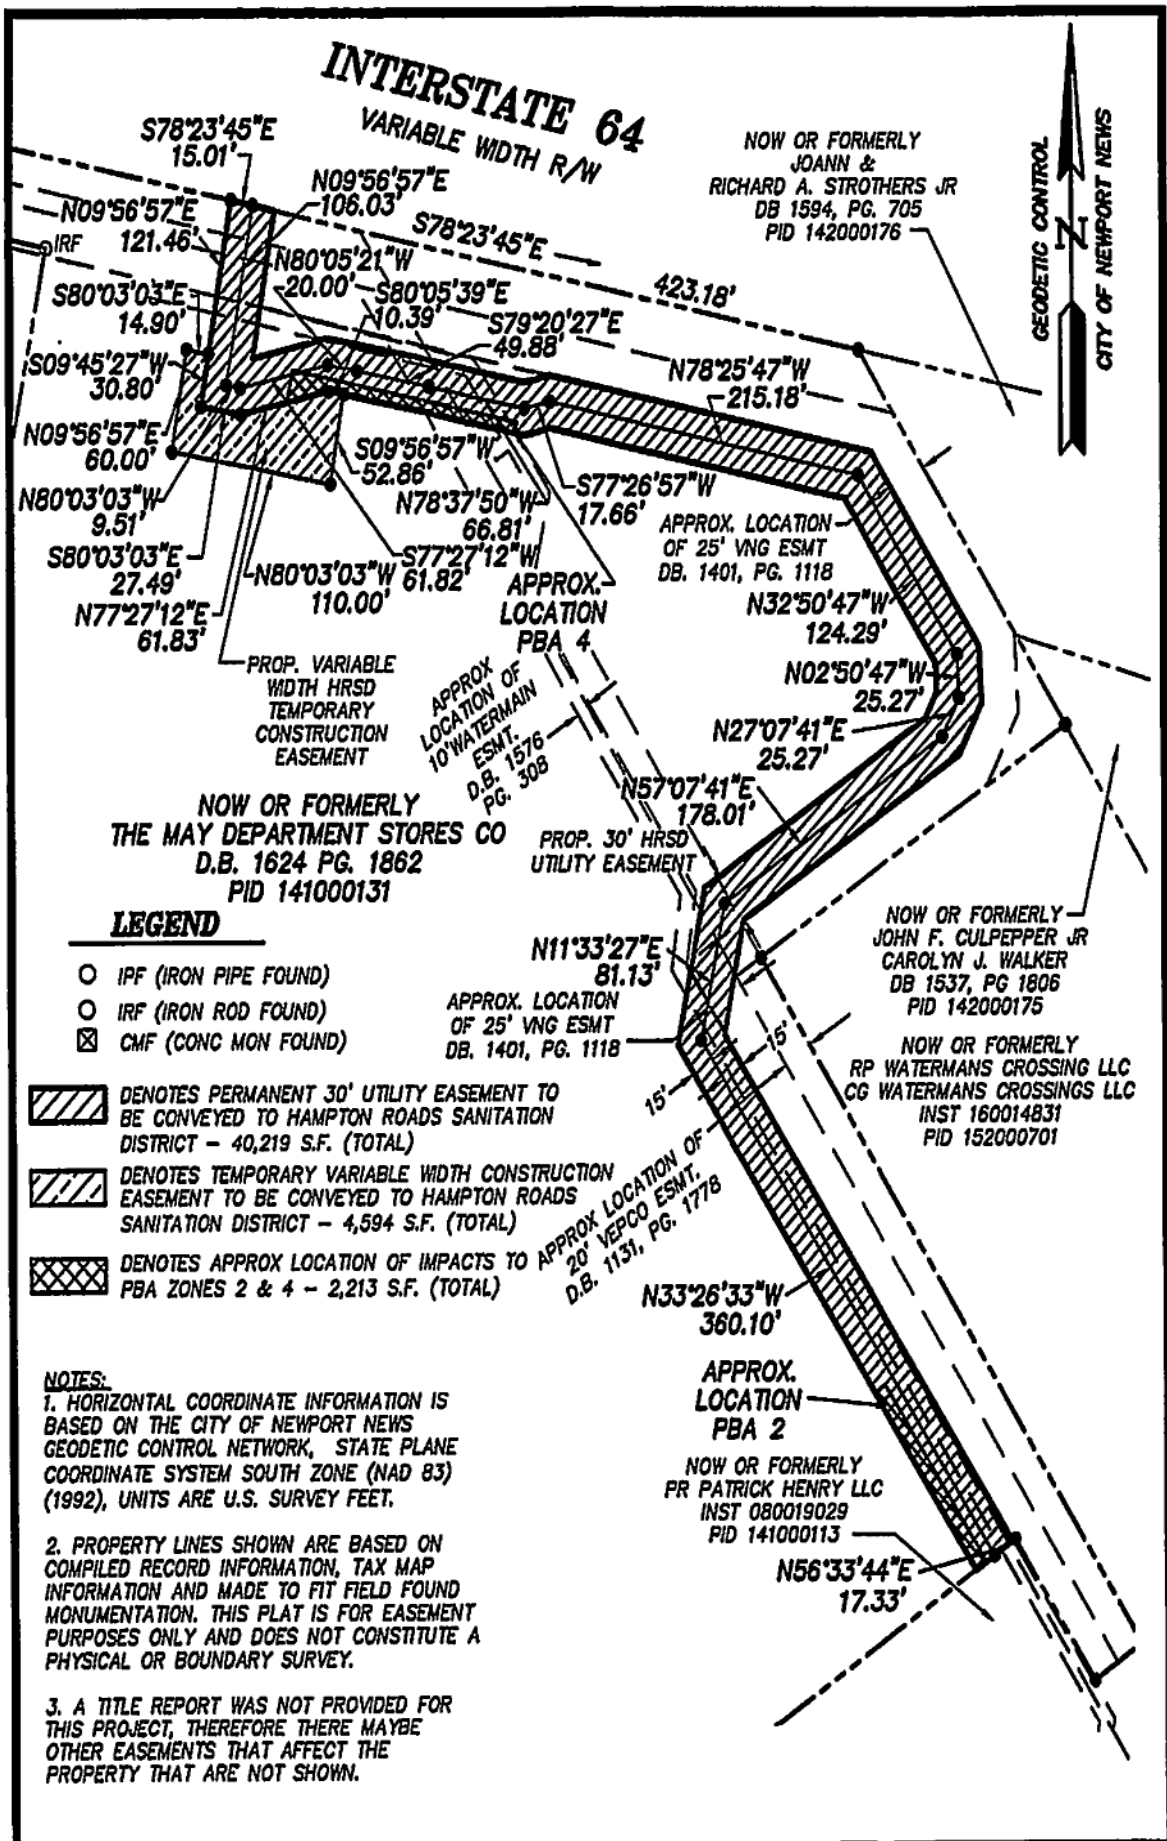 INTERSTATE 64
VARIABLE WIDTH R/W
S78°23'45"E
15.01'
N09°56'57"E
106.03'
N09°56'57"E
121.46'
IRF
N80°05'21"W
20.00'
S80°05'39"E
10.39'
S78°23'45"E
423.18'
S79°20'27"E
49.88'
S80°03'03"E
14.90'
S09°45'27"W
30.80'
N09°56'57"E
60.00'
N80°03'03"W
9.51'
S80°03'03"E
27.49'
N77°27'12"E
61.83'
N78°25'47"W
215.18'
S09°56'57"W
52.86'
N78°37'50"W
66.81'
S77°26'57"W
17.66'
S77°27'12"W
61.82'
N80°03'03"W
110.00'
NOW OR FORMERLY
JOANN &
RICHARD A. STROTHERS JR
DB 1594, PG. 705
PID 142000176
GEODETIC CONTROL
N
CITY OF NEWPORT NEWS
APPROX. LOCATION
OF 25' VNG ESMT
DB. 1401, PG. 1118
APPROX.
LOCATION
PBA 4
N32°50'47"W
124.29'
N02°50'47"W
25.27'
N27°07'41"E
25.27'
N57°07'41"E
178.01'
PROP. VARIABLE
WIDTH HRSD
TEMPORARY
CONSTRUCTION
EASEMENT
APPROX
LOCATION OF
10'WATERMAIN
ESMT.
D.B. 1576
PG. 308
NOW OR FORMERLY
THE MAY DEPARTMENT STORES CO
D.B. 1624 PG. 1862
PID 141000131
PROP. 30' HRSD
UTILITY EASEMENT
LEGEND
IPF (IRON PIPE FOUND)
IRF (IRON ROD FOUND)
CMF (CONC MON FOUND)
DENOTES PERMANENT 30' UTILITY EASEMENT TO
BE CONVEYED TO HAMPTON ROADS SANITATION
DISTRICT - 40,219 S.F. (TOTAL)
DENOTES TEMPORARY VARIABLE WIDTH CONSTRUCTION
EASEMENT TO BE CONVEYED TO HAMPTON ROADS
SANITATION DISTRICT - 4,594 S.F. (TOTAL)
DENOTES APPROX LOCATION OF IMPACTS TO
PBA ZONES 2 & 4 - 2,213 S.F. (TOTAL)
N11°33'27"E
81.13'
APPROX. LOCATION
OF 25' VNG ESMT
DB. 1401, PG. 1118
NOW OR FORMERLY
JOHN F. CULPEPPER JR
CAROLYN J. WALKER
DB 1537, PG 1806
PID 142000175
NOW OR FORMERLY
RP WATERMANS CROSSING LLC
CG WATERMANS CROSSINGS LLC
INST 160014831
PID 152000701
15'
15'
APPROX LOCATION OF
20' VEPCO ESMT.
D.B. 1131, PG. 1778
N33°26'33"W
360.10'
APPROX.
LOCATION
PBA 2
NOW OR FORMERLY
PR PATRICK HENRY LLC
INST 080019029
PID 141000113
N56°33'44"E
17.33'
NOTES:
1. HORIZONTAL COORDINATE INFORMATION IS
BASED ON THE CITY OF NEWPORT NEWS
GEODETIC CONTROL NETWORK, STATE PLANE
COORDINATE SYSTEM SOUTH ZONE (NAD 83)
(1992), UNITS ARE U.S. SURVEY FEET.
2. PROPERTY LINES SHOWN ARE BASED ON
COMPILED RECORD INFORMATION, TAX MAP
INFORMATION AND MADE TO FIT FIELD FOUND
MONUMENTATION. THIS PLAT IS FOR EASEMENT
PURPOSES ONLY AND DOES NOT CONSTITUTE A
PHYSICAL OR BOUNDARY SURVEY.
3. A TITLE REPORT WAS NOT PROVIDED FOR
THIS PROJECT, THEREFORE THERE MAYBE
OTHER EASEMENTS THAT AFFECT THE
PROPERTY THAT ARE NOT SHOWN.